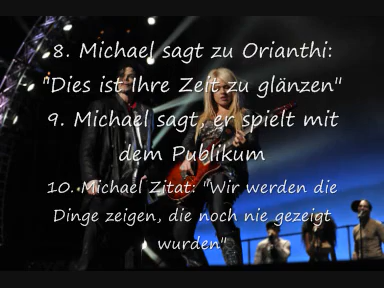 8. Michael sagt zu Orianthi:
"Dies ist Ihre Zeit zu glänzen"
9. Michael sagt, er spielt mit
dem Publikum
10. Michael Zitat: "Wir werden die
Dinge zeigen, die noch nie gezeigt
wurden"